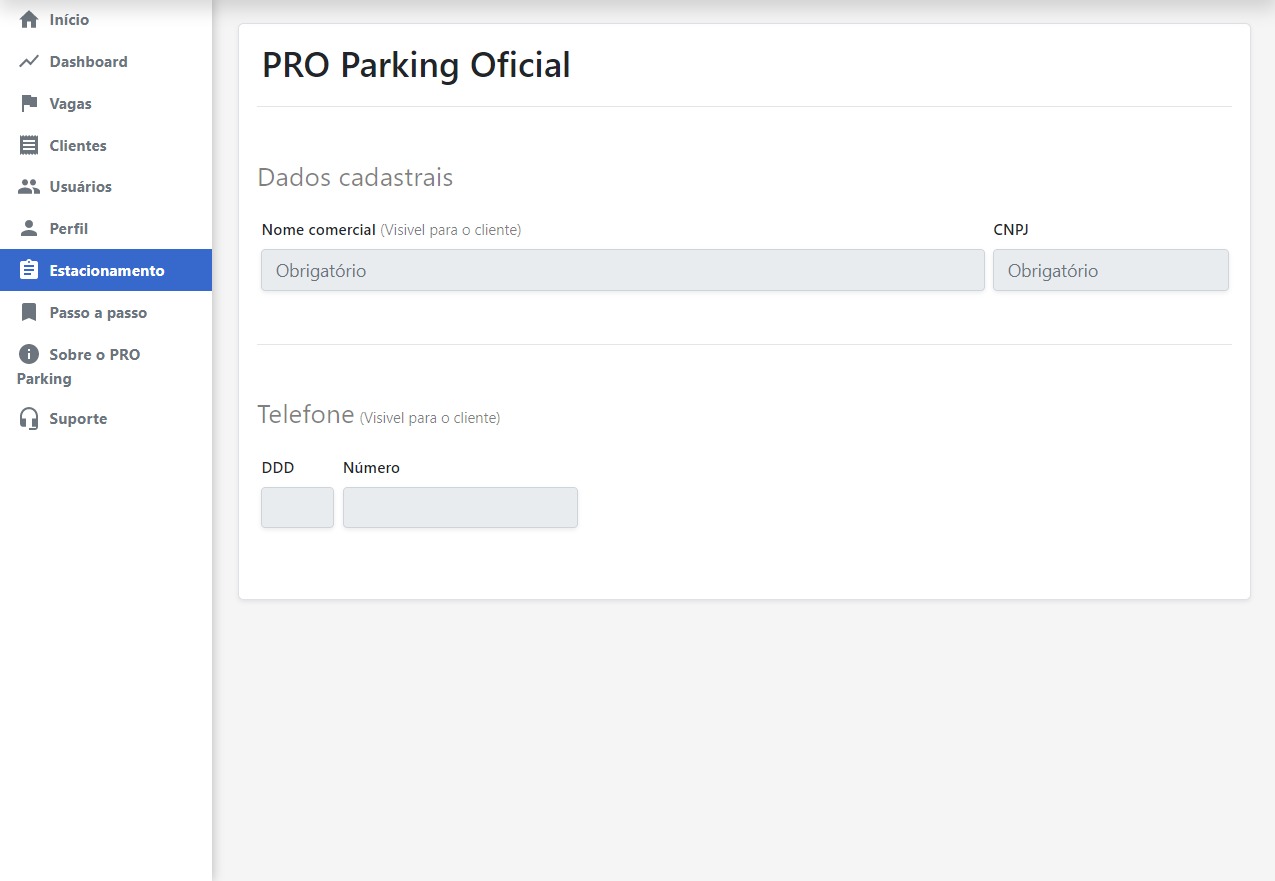 Início
Dashboard
Vagas
Clientes
Usuários
Perfil
Estacionamento
Passo a passo
Sobre o PRO
Parking
Suporte
PRO Parking Oficial
Dados cadastrais
Nome comercial (Visivel para o cliente)
CNPJ
Obrigatório
Obrigatório
Telefone (Visivel para o cliente)
DDD
Número